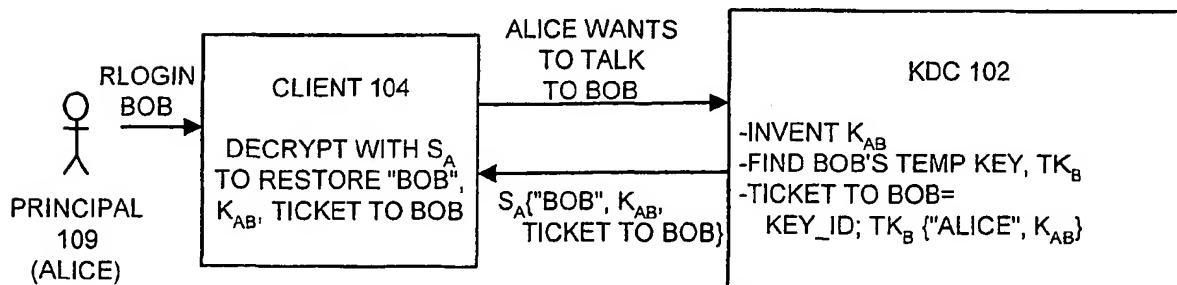 RLOGIN
BOB
PRINCIPAL
109
(ALICE)
CLIENT 104
DECRYPT WITH S_A
TO RESTORE "BOB",
K_AB, TICKET TO BOB
ALICE WANTS
TO TALK
TO BOB
S_A{"BOB", K_AB,
TICKET TO BOB}
KDC 102
-INVENT K_AB
-FIND BOB'S TEMP KEY, TK_B
-TICKET TO BOB=
KEY_ID; TK_B {"ALICE", K_AB}